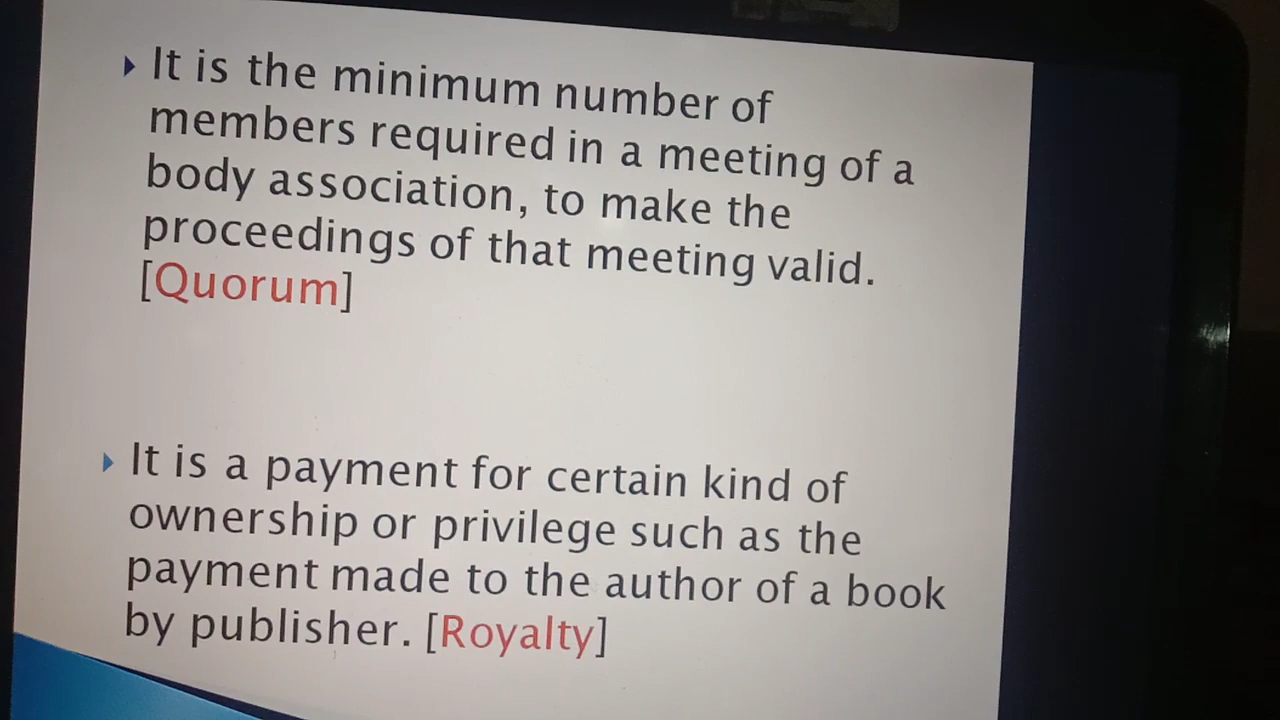 It is the minimum number of
members required in a meeting of a
body association, to make the
proceedings of that meeting valid.
[Quorum]
It is a payment for certain kind of
ownership or privilege such as the
payment made to the author of a book
by publisher. [Royalty]